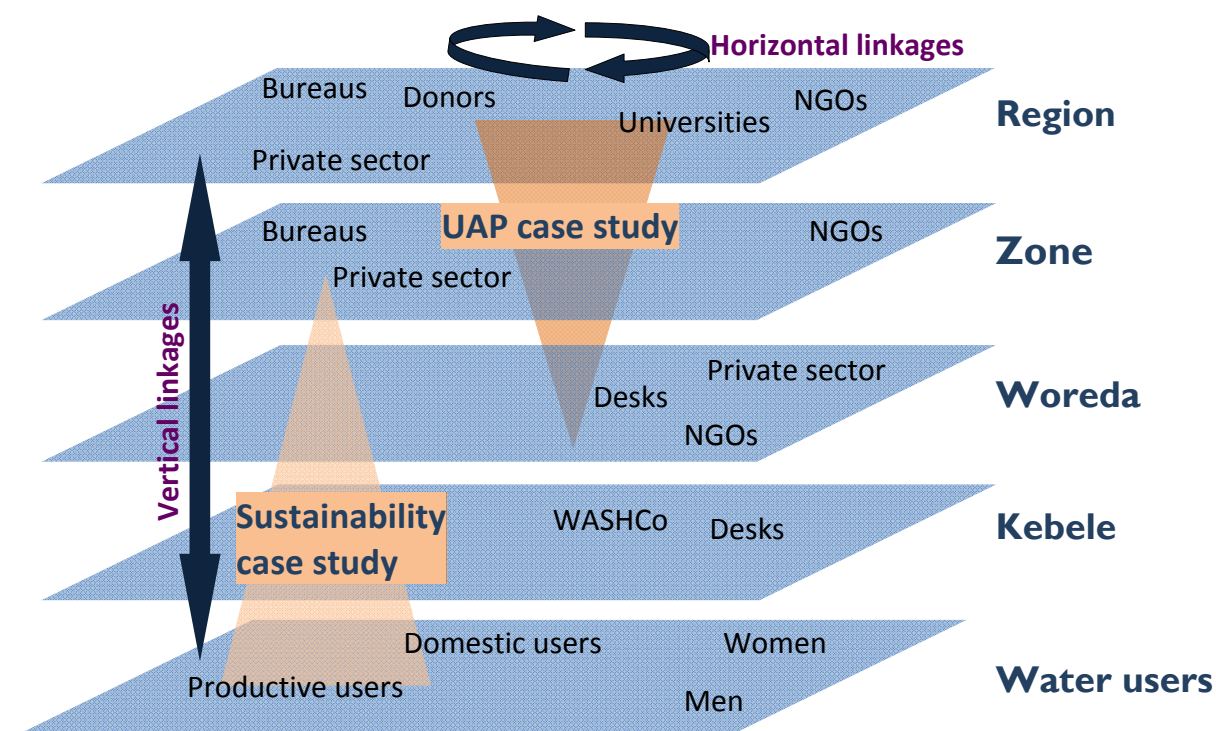 Horizontal linkages
Bureaus
Donors
NGOs
Universities
Private sector
Region
UAP case study
Bureaus
NGOs
Private sector
Zone
Vertical linkages
Private sector
Desks
NGOs
Woreda
Sustainability
case study
WASHCo
Desks
Kebele
Domestic users
Women
Productive users
Men
Water users